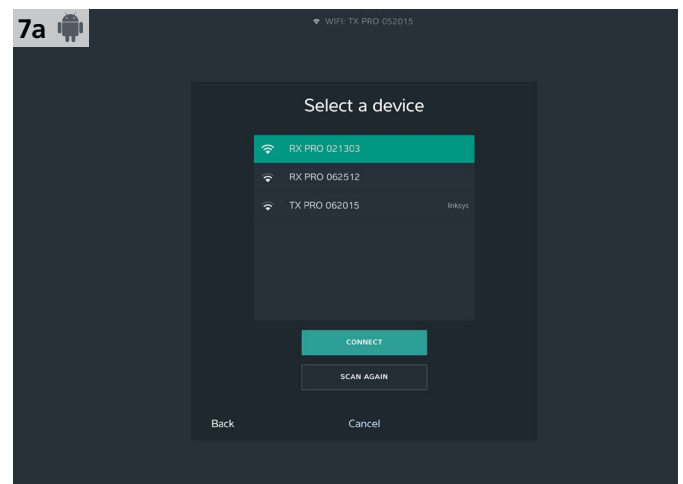 7a
WIFI: TX PRO 052015
Select a device
RX PRO 021303
RX PRO 062512
TX PRO 062015 linksys
CONNECT
SCAN AGAIN
Back Cancel